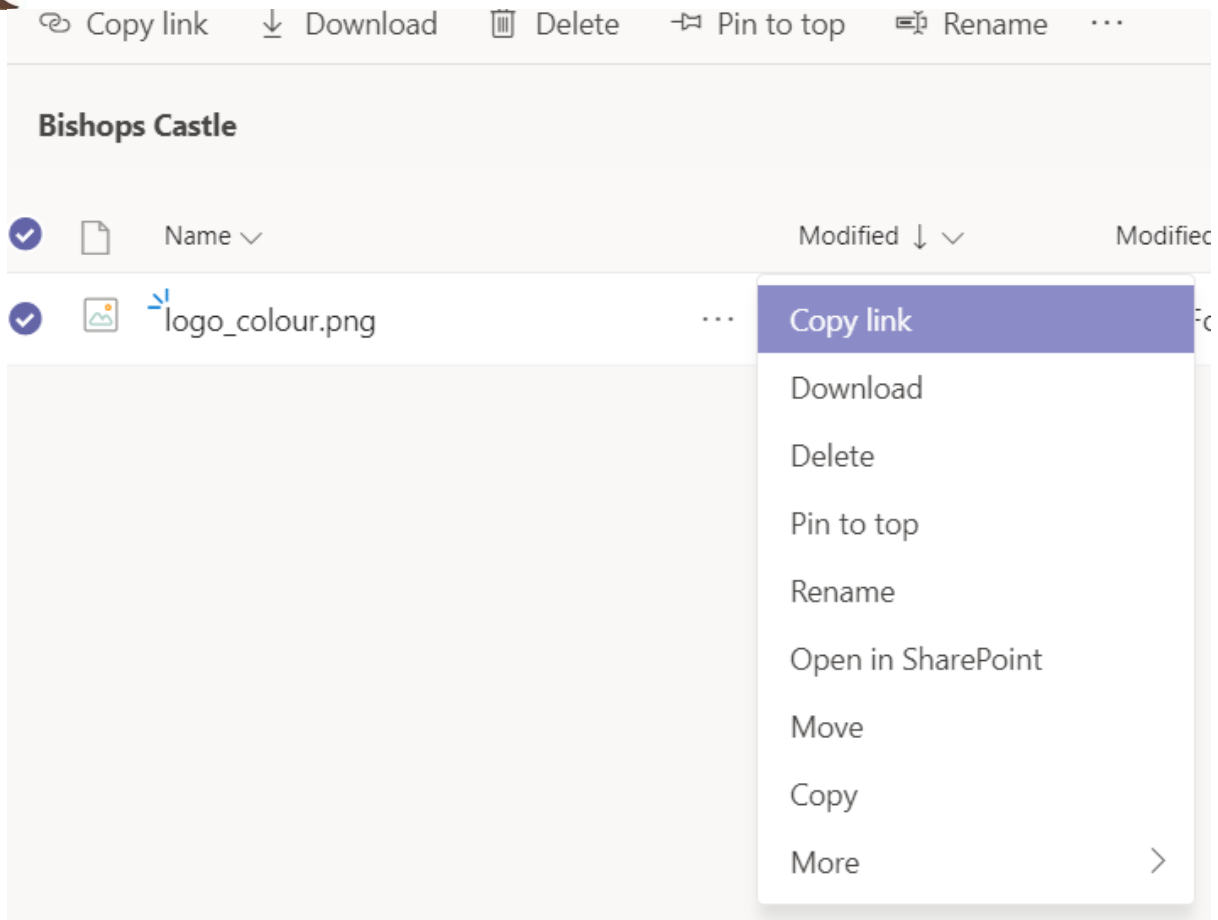 Copy link Download Delete Pin to top Rename ...
Bishops Castle
Name Modified Modified
logo_colour.png ...
Copy link
Download
Delete
Pin to top
Rename
Open in SharePoint
Move
Copy
More